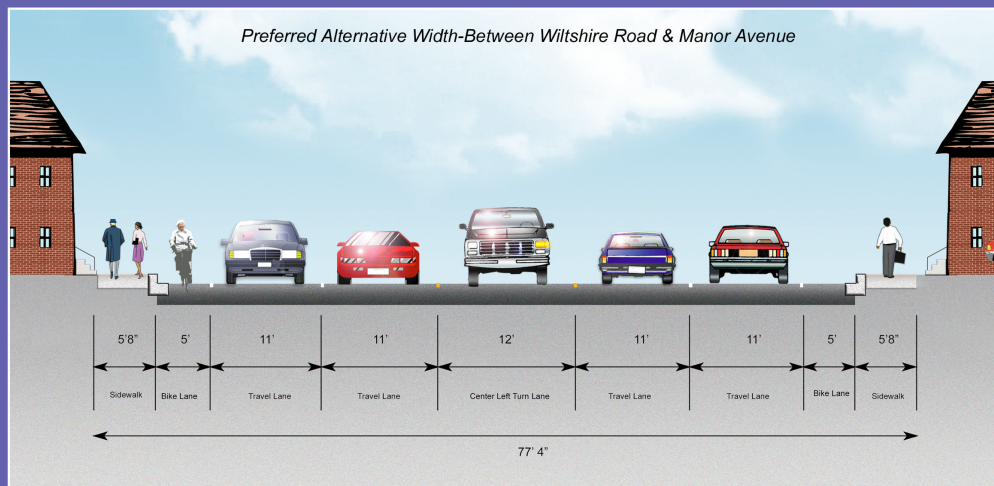 Preferred Alternative Width-Between Wiltshire Road & Manor Avenue
5'8" 5' 11' 11' 12' 11' 11' 5' 5'8"
Sidewalk Bike Lane Travel Lane Travel Lane Center Left Turn Lane Travel Lane Travel Lane Bike Lane Sidewalk
77' 4"